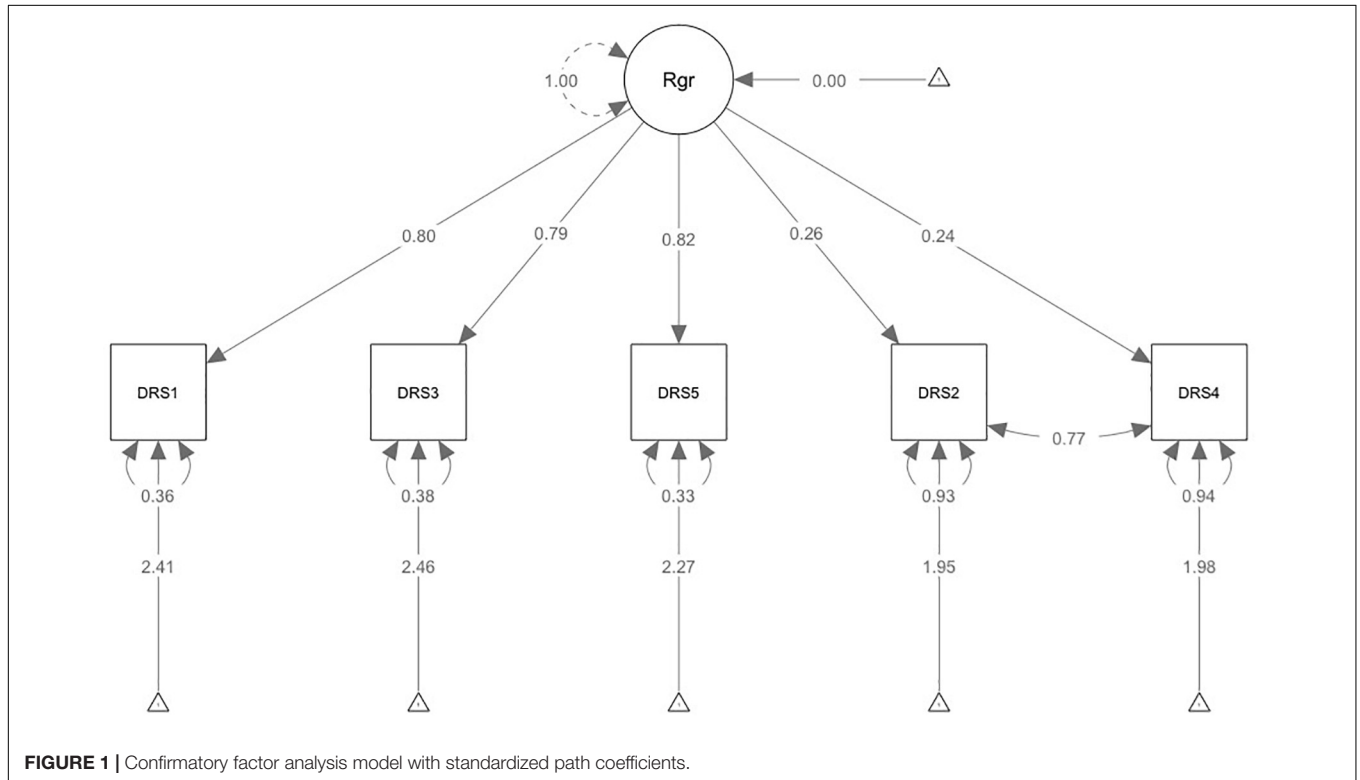 1.00
Rgr
0.00
0.80
0.79
0.82
0.26
0.24
DRS1
DRS3
DRS5
DRS2
DRS4
0.77
0.36
0.38
0.33
0.93
0.94
2.41
2.46
2.27
1.95
1.98
FIGURE 1 | Confirmatory factor analysis model with standardized path coefficients.